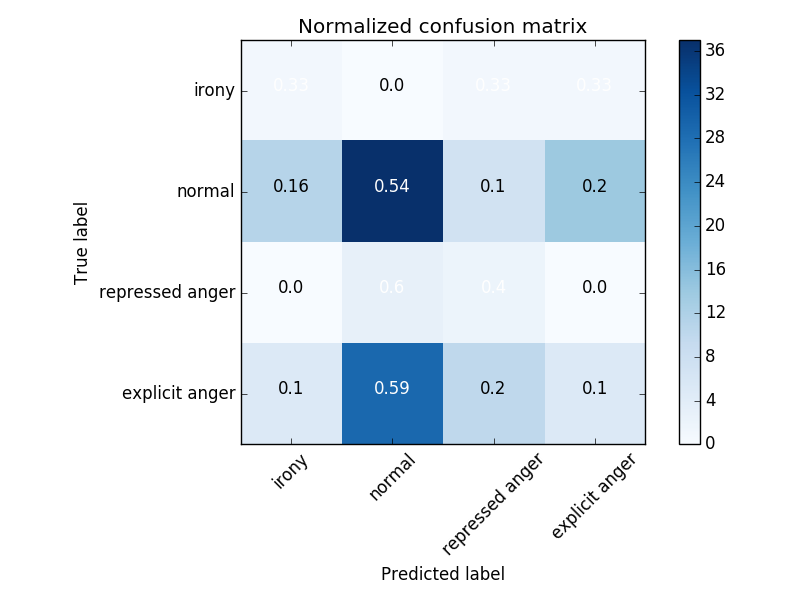 Normalized confusion matrix
irony 0.33 0.0 0.33 0.33
normal 0.16 0.54 0.1 0.2
repressed anger 0.0 0.6 0.4 0.0
explicit anger 0.1 0.59 0.2 0.1
True label
irony normal repressed anger explicit anger
Predicted label
36
32
28
24
20
16
12
8
4
0